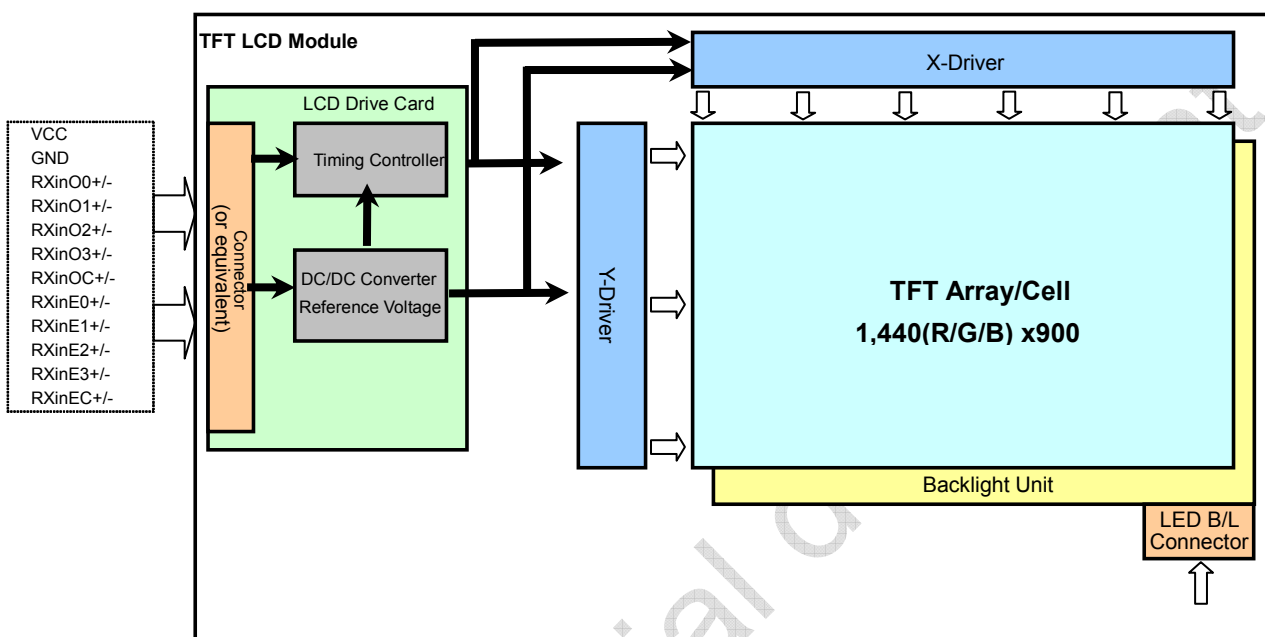 TFT LCD Module
X-Driver
LCD Drive Card
VCC
GND
RXinO0+/-
RXinO1+/-
RXinO2+/-
RXinO3+/-
RXinOC+/-
RXinE0+/-
RXinE1+/-
RXinE2+/-
RXinE3+/-
RXinEC+/-
Connector
(or equivalent)
Timing Controller
DC/DC Converter
Reference Voltage
Y-Driver
TFT Array/Cell
1,440(R/G/B) x900
Backlight Unit
LED B/L
Connector